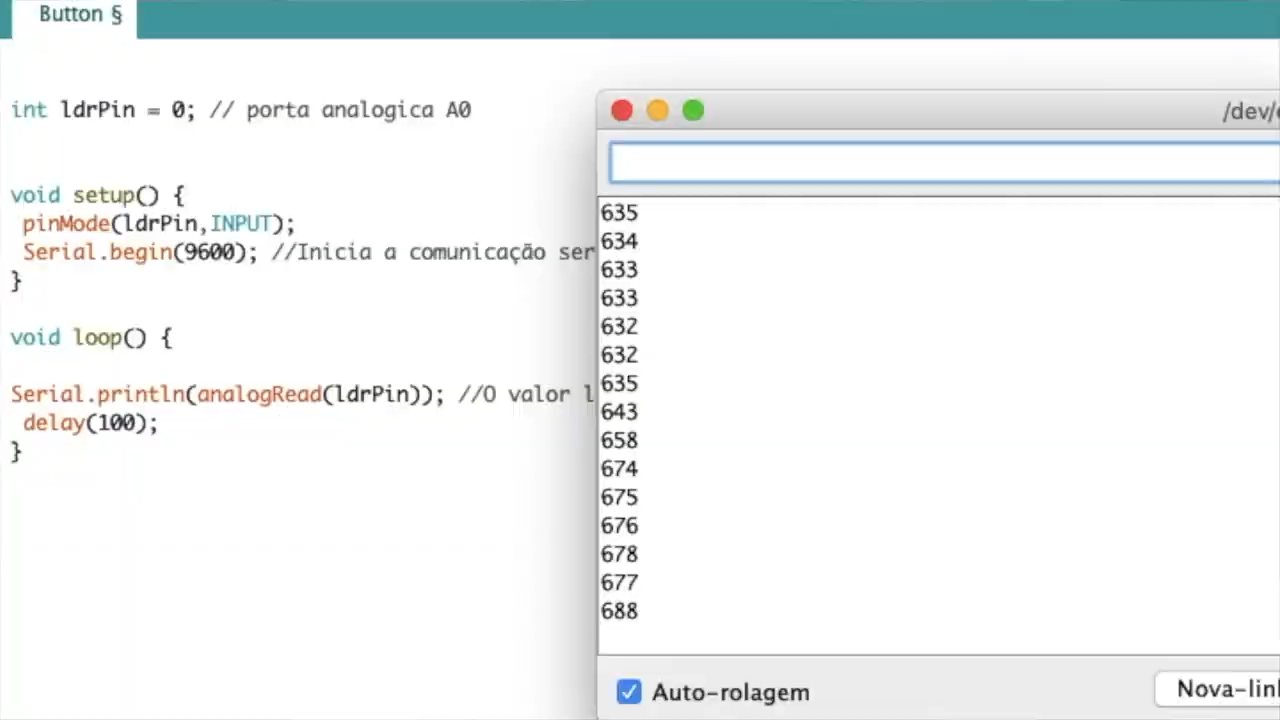 Button §
int ldrPin = 0; // porta analogica A0
void setup() {
pinMode(ldrPin,INPUT);
Serial.begin(9600); //Inicia a comunicação ser
}
void loop() {
Serial.println(analogRead(ldrPin)); //O valor l
delay(100);
}
/dev/
635
634
633
633
632
632
635
643
658
674
675
676
678
677
688
Auto-rolagem
Nova-lin